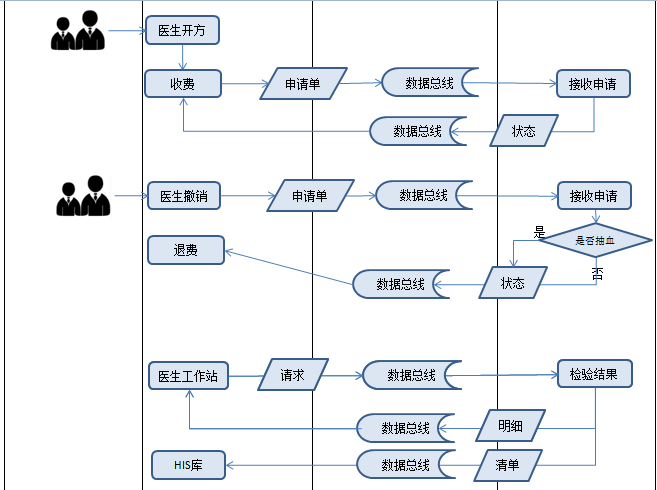 医生开方
收费
申请单
数据总线
接收申请
数据总线
状态
医生撤销
申请单
数据总线
接收申请
是
是否抽血
退费
否
数据总线
状态
医生工作站
请求
数据总线
检验结果
数据总线
明细
HIS库
数据总线
清单